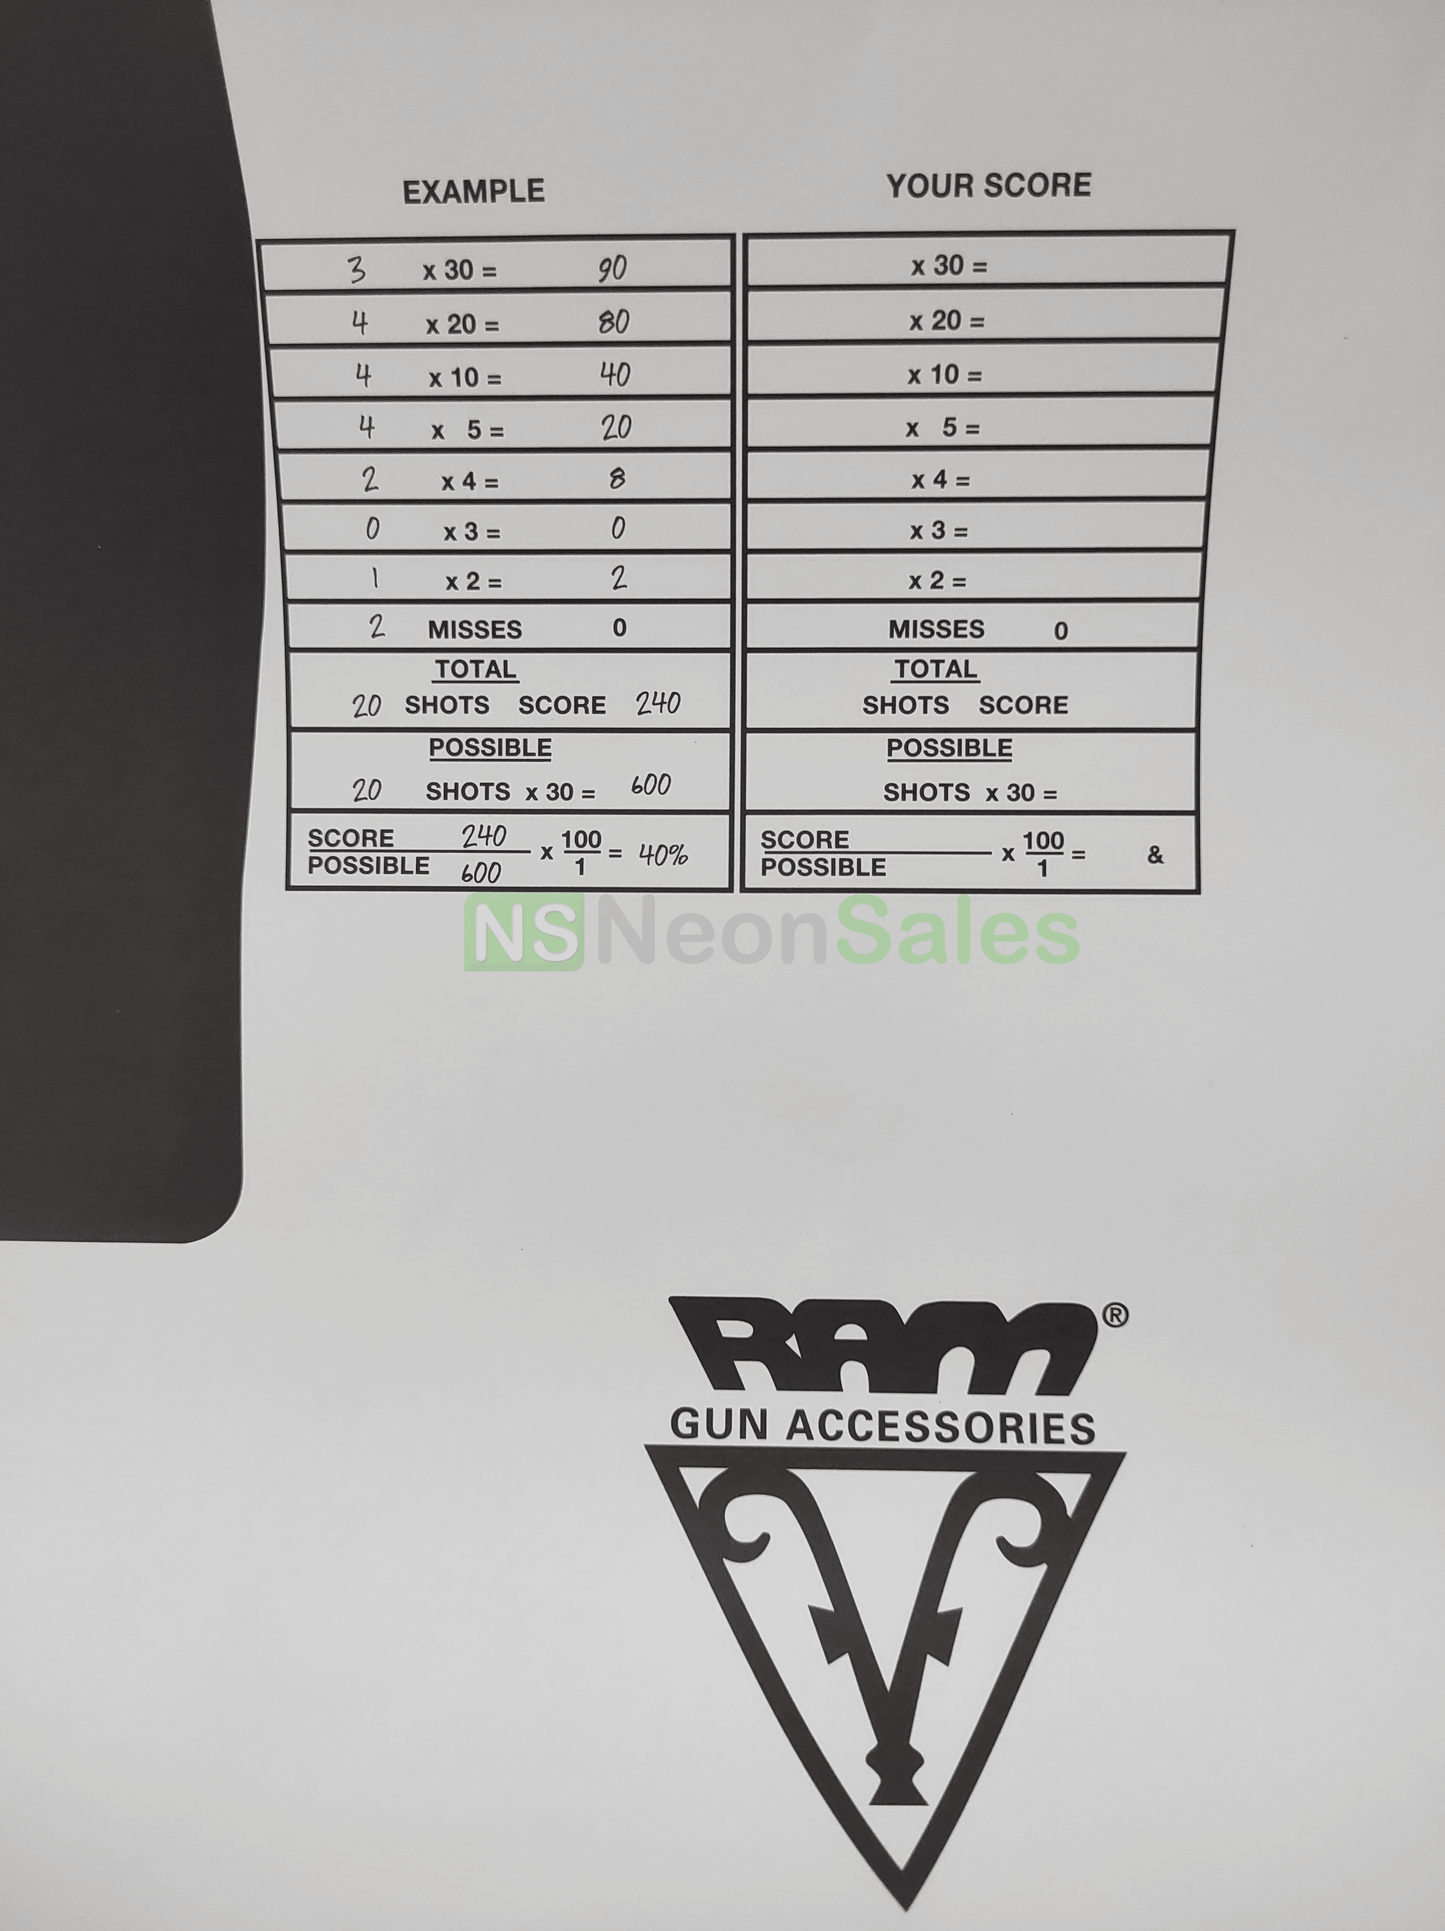 EXAMPLE
3 x 30 = 90
4 x 20 = 80
4 x 10 = 40
4 x 5 = 20
2 x 4 = 8
0 x 3 = 0
1 x 2 = 2
2 MISSES 0
TOTAL
20 SHOTS SCORE 240
POSSIBLE
20 SHOTS x 30 = 600
SCORE 240 x 100 = 40%
POSSIBLE 600 1
YOUR SCORE
x 30 =
x 20 =
x 10 =
x 5 =
x 4 =
x 3 =
x 2 =
MISSES 0
TOTAL
SHOTS SCORE
POSSIBLE
SHOTS x 30 =
SCORE x 100 = &
POSSIBLE 1
NS NeonSales
RAM®
GUN ACCESSORIES